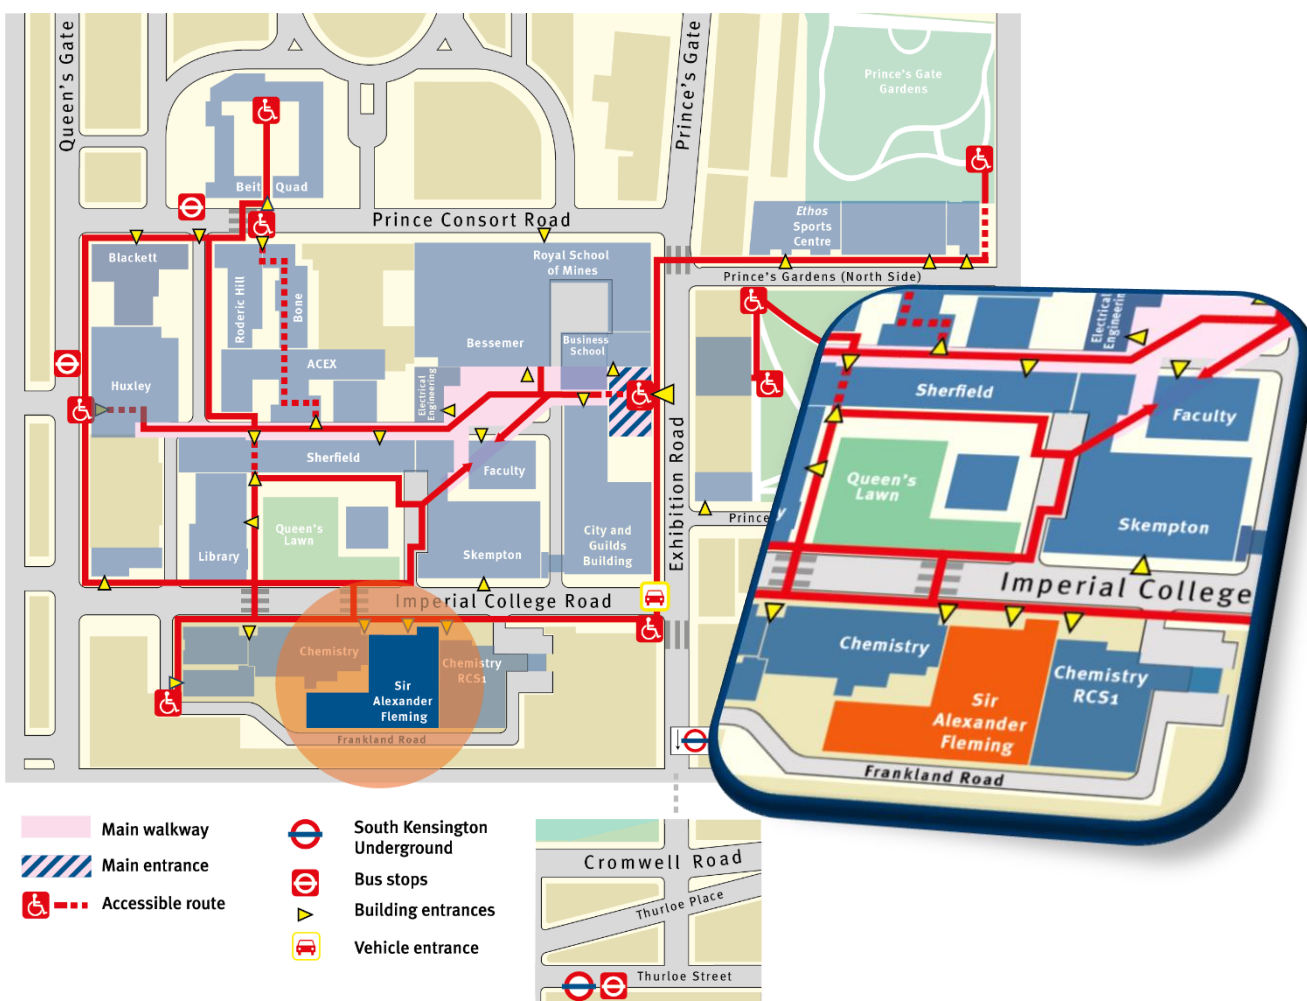 Queen's Gate
Prince's Gate
Prince's Gate
Gardens
Beit Quad
Prince Consort Road
Ethos
Sports
Centre
Prince's Gardens (North Side)
Blackett
Roderic Hill
Bone
Royal School
of Mines
Huxley
ACEX
Bessemer
Business
School
Electrical
Engineering
Sherfield
Faculty
Exhibition Road
Library
Queen's
Lawn
Skempton
City and
Guilds
Building
Prince
Imperial College Road
Chemistry
Sir
Alexander
Fleming
Chemistry
RCS1
Frankland Road
Electrical
Engineerin
Sherfield
Faculty
Queen's
Lawn
y
Skempton
Imperial College
Chemistry
Sir
Alexander
Fleming
Chemistry
RCS1
Frankland Road
Main walkway
Main entrance
Accessible route
South Kensington
Underground
Bus stops
Building entrances
Vehicle entrance
Cromwell Road
Thurloe Place
Thurloe Street